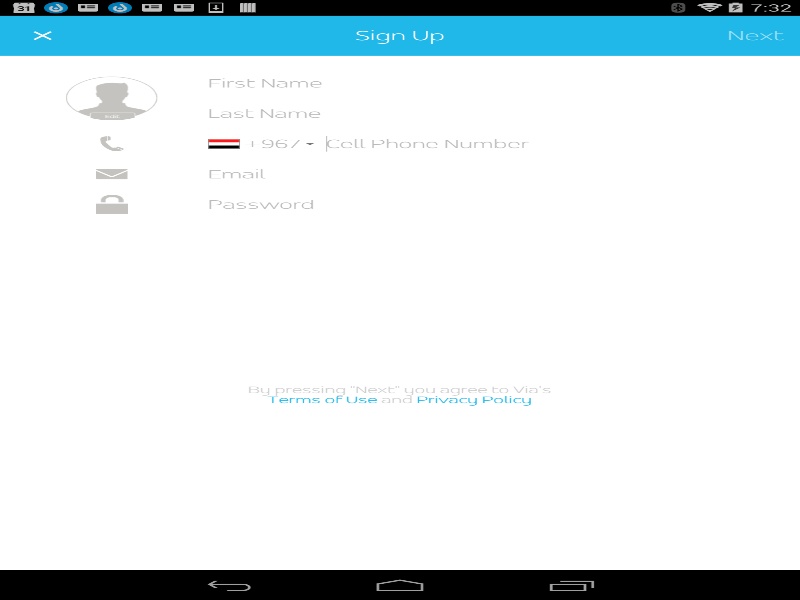 31
7:32
Sign Up
Next
First Name
Last Name
+967
Cell Phone Number
Email
Password
By pressing "Next" you agree to Via's
Terms of Use and Privacy Policy